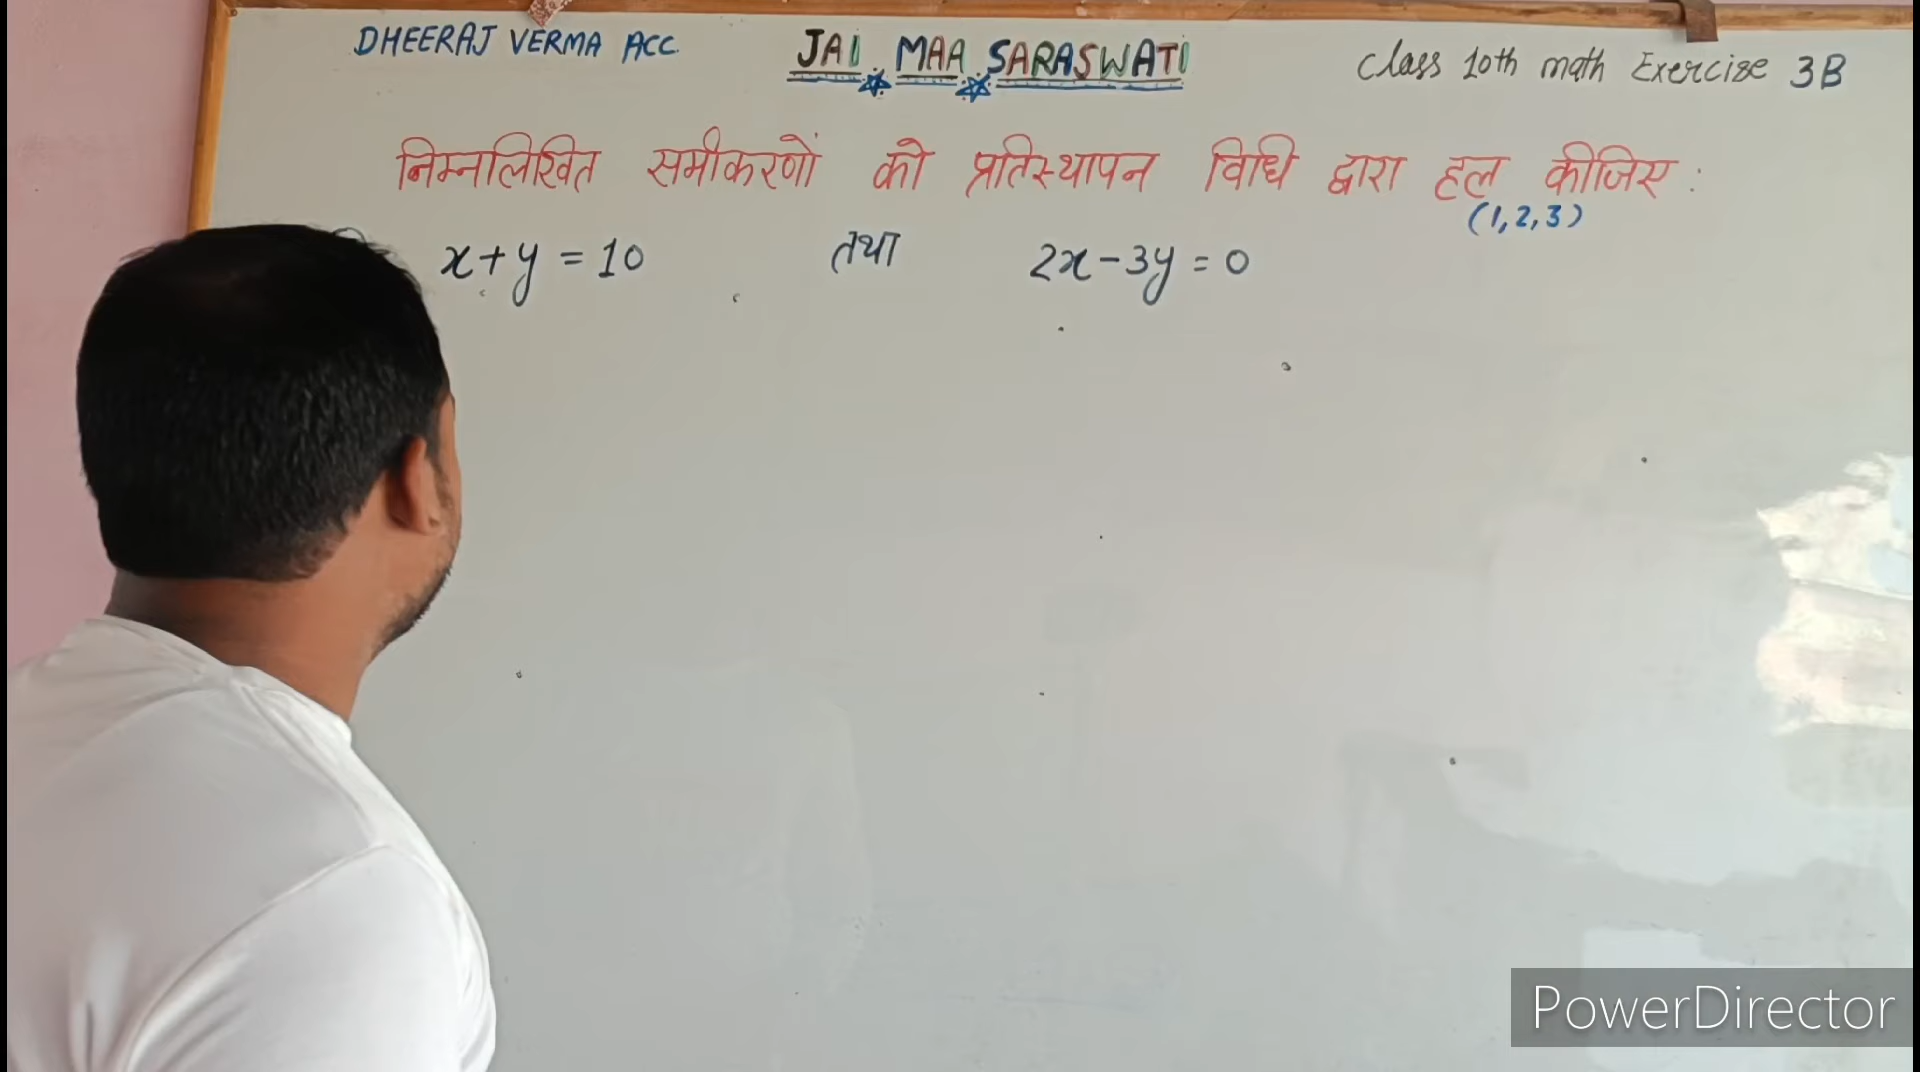 DHEERAJ VERMA ACC.
JAI MAA SARASWATI
Class 10th math Exercise 3B
निम्नलिखित समीकरणों को प्रतिस्थापन विधि द्वारा हल कीजिए :
(1,2,3)
x+y = 10 तथा 2x-3y = 0
PowerDirector